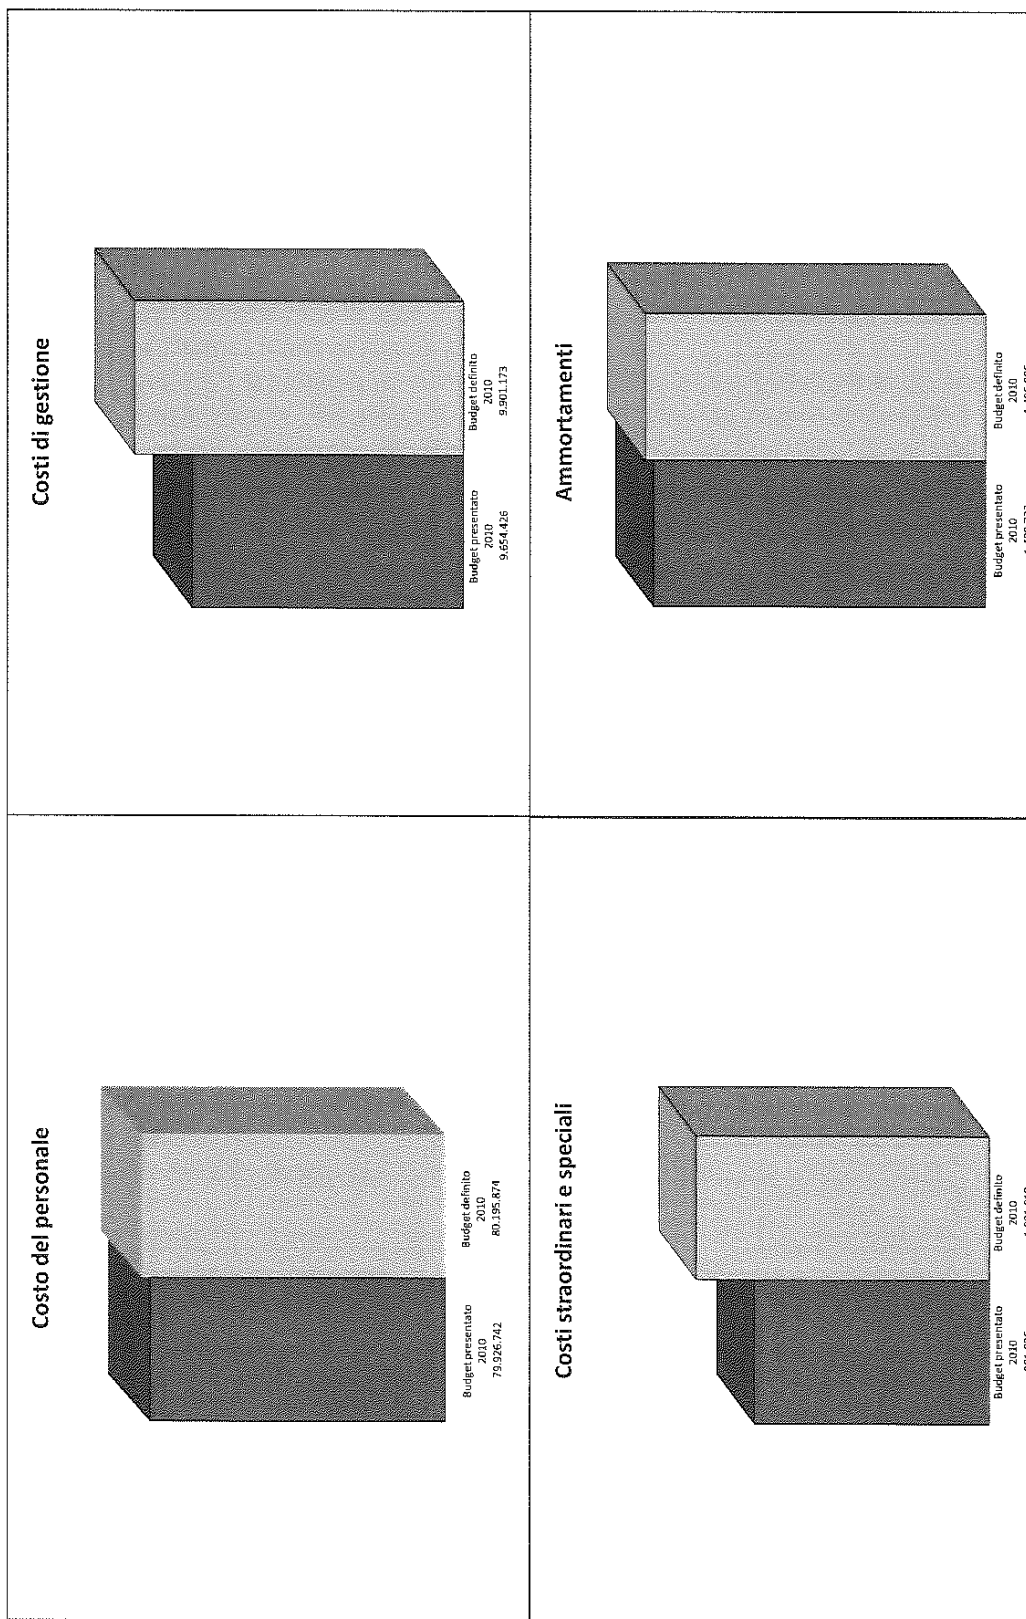 Costo del personale
Budget presentato
2010
79.926.742
Budget definito
2010
80.195.874
Costi di gestione
Budget presentato
2010
9.654.426
Budget definito
2010
9.901.173
Costi straordinari e speciali
Budget presentato
2010
Budget definito
2010
Ammortamenti
Budget presentato
2010
Budget definito
2010